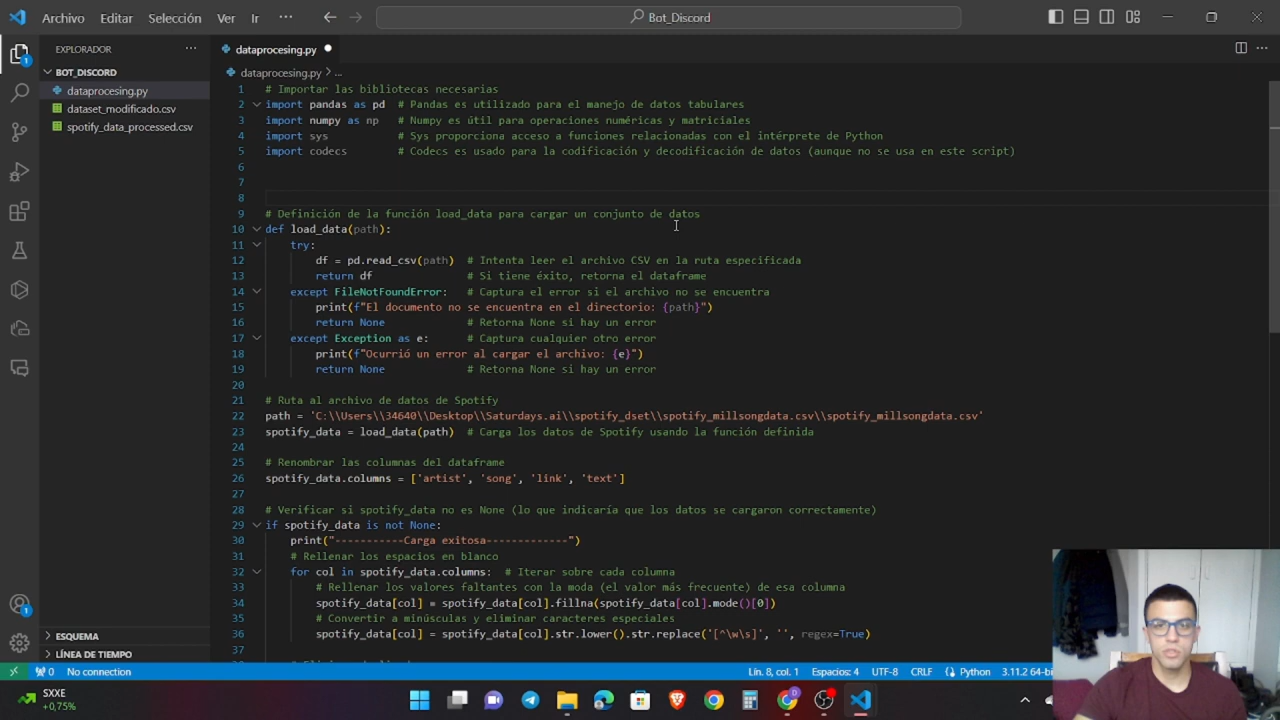 Archivo Editar Selección Ver Ir ··· Bot_Discord
EXPLORADOR ···
BOT_DISCORD
dataprocesing.py
dataset_modificado.csv
spotify_data_processed.csv
ESQUEMA
LÍNEA DE TIEMPO
1
1
dataprocesing.py
dataprocesing.py > ...
1 # Importar las bibliotecas necesarias
2 import pandas as pd # Pandas es utilizado para el manejo de datos tabulares
3 import numpy as np # Numpy es útil para operaciones numéricas y matriciales
4 import sys # Sys proporciona acceso a funciones relacionadas con el intérprete de Python
5 import codecs # Codecs es usado para la codificación y decodificación de datos (aunque no se usa en este script)
6
7
8
9 # Definición de la función load_data para cargar un conjunto de datos
10 def load_data(path):
11 try:
12 df = pd.read_csv(path) # Intenta leer el archivo CSV en la ruta especificada
13 return df # Si tiene éxito, retorna el dataframe
14 except FileNotFoundError: # Captura el error si el archivo no se encuentra
15 print(f"El documento no se encuentra en el directorio: {path}")
16 return None # Retorna None si hay un error
17 except Exception as e: # Captura cualquier otro error
18 print(f"Ocurrió un error al cargar el archivo: {e}")
19 return None # Retorna None si hay un error
20
21 # Ruta al archivo de datos de Spotify
22 path = 'C:\\Users\\34640\\Desktop\\Saturdays.ai\\spotify_dset\\spotify_millsongdata.csv\\spotify_millsongdata.csv'
23 spotify_data = load_data(path) # Carga los datos de Spotify usando la función definida
24
25 # Renombrar las columnas del dataframe
26 spotify_data.columns = ['artist', 'song', 'link', 'text']
27
28 # Verificar si spotify_data no es None (lo que indicaría que los datos se cargaron correctamente)
29 if spotify_data is not None:
30 print("-----------Carga exitosa-------------")
31 # Rellenar los espacios en blanco
32 for col in spotify_data.columns: # Iterar sobre cada columna
33 # Rellenar los valores faltantes con la moda (el valor más frecuente) de esa columna
34 spotify_data[col] = spotify_data[col].fillna(spotify_data[col].mode()[0])
35 # Convertir a minúsculas y eliminar caracteres especiales
36 spotify_data[col] = spotify_data[col].str.lower().str.replace('[^\w\s]', '', regex=True)
37
0 No connection Lín. 8, col. 1 Espacios: 4 UTF-8 CRLF Python 3.11.2 64-bi
SXXE
+0,75%